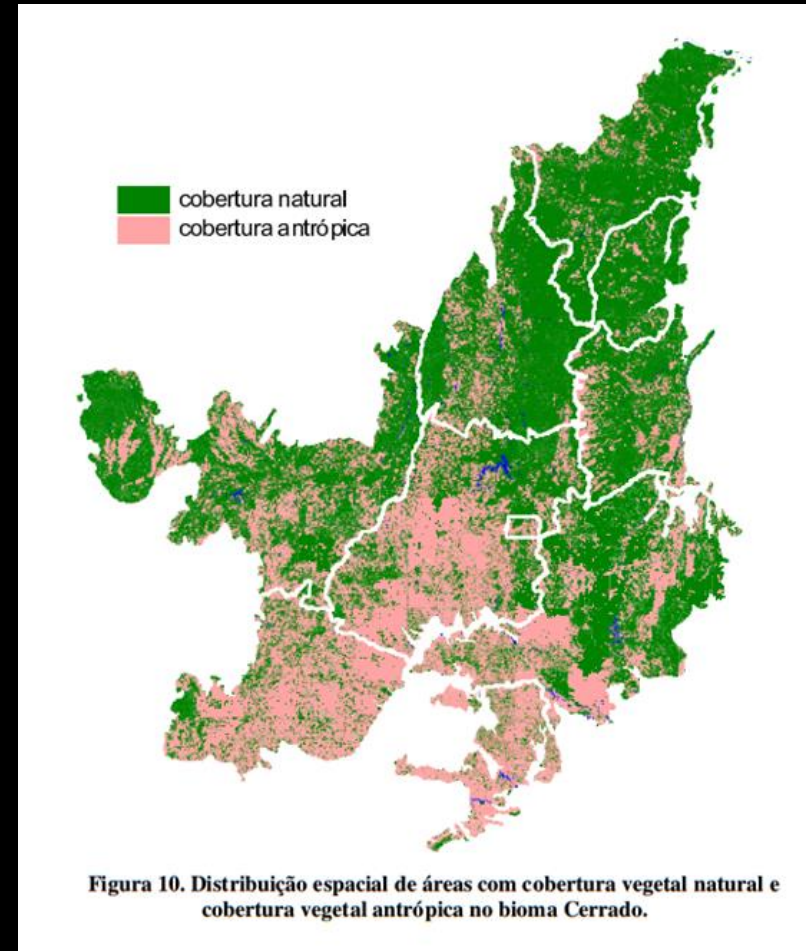 cobertura natural
cobertura antrópica
Figura 10. Distribuição espacial de áreas com cobertura vegetal natural e
cobertura vegetal antrópica no bioma Cerrado.